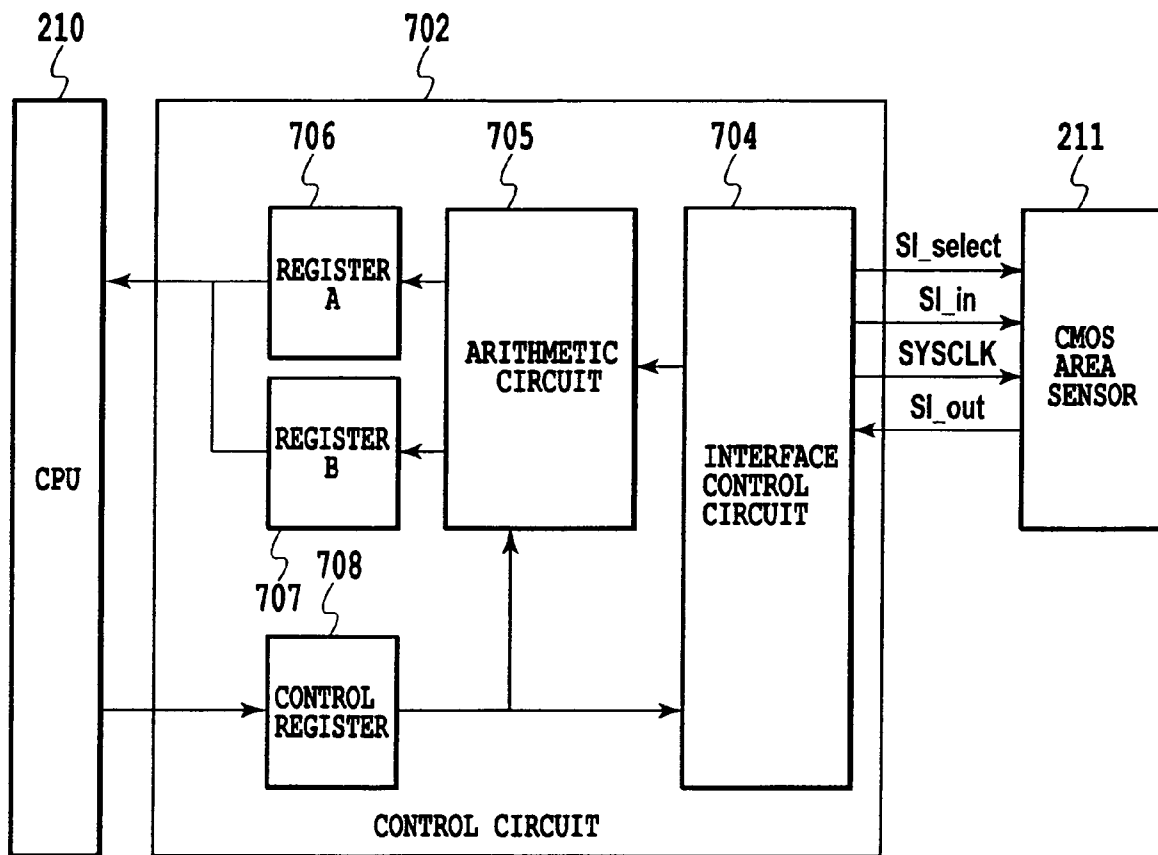 210
702
706
705
704
211
REGISTER
A
ARITHMETIC
CIRCUIT
SI_select
SI_in
SYSCLK
SI_out
CMOS
AREA
SENSOR
REGISTER
B
CPU
INTERFACE
CONTROL
CIRCUIT
707
708
CONTROL
REGISTER
CONTROL CIRCUIT